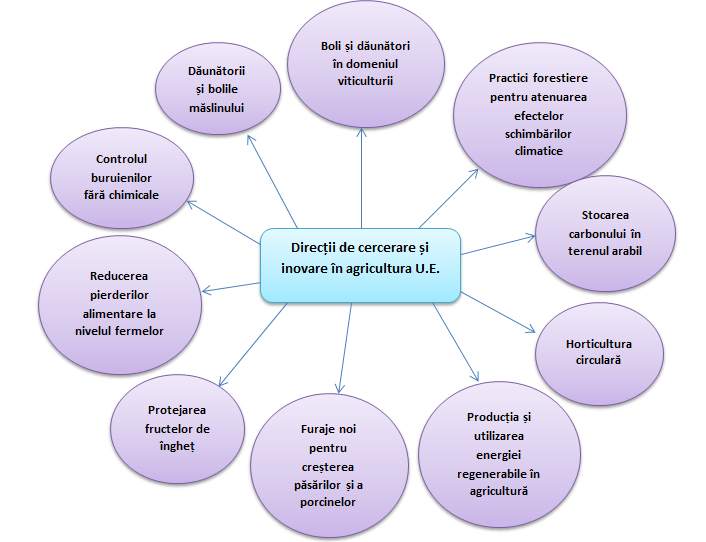 Direcții de cercerare și
inovare în agricultura U.E.
Boli și dăunători
în domeniul
viticulturii
Practici forestiere
pentru atenuarea
efectelor
schimbărilor
climatice
Stocarea
carbonului în
terenul arabil
Horticultura
circulară
Producția și
utilizarea
energiei
regenerabile în
agricultură
Furaje noi
pentru
creșterea
păsărilor și a
porcinelor
Protejarea
fructelor de
îngheț
Reducerea
pierderilor
alimentare la
nivelul fermelor
Controlul
buruienilor
fără chimicale
Dăunătorii
și bolile
măslinului